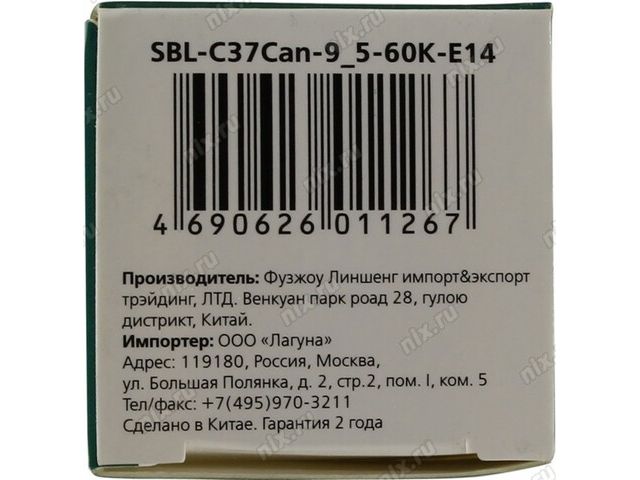 SBL-C37Can-9_5-60K-E14
4 690626 011267
Производитель: Фузжоу Линшенг импорт&экспорт
трэйдинг, ЛТД. Венкуан парк роад 28, гулою
дистрикт, Китай.
Импортер: ООО «Лагуна»
Адрес: 119180, Россия, Москва,
ул. Большая Полянка, д. 2, стр.2, пом. I, ком. 5
Тел/факс: +7(495)970-3211
Сделано в Китае. Гарантия 2 года
nix.ru